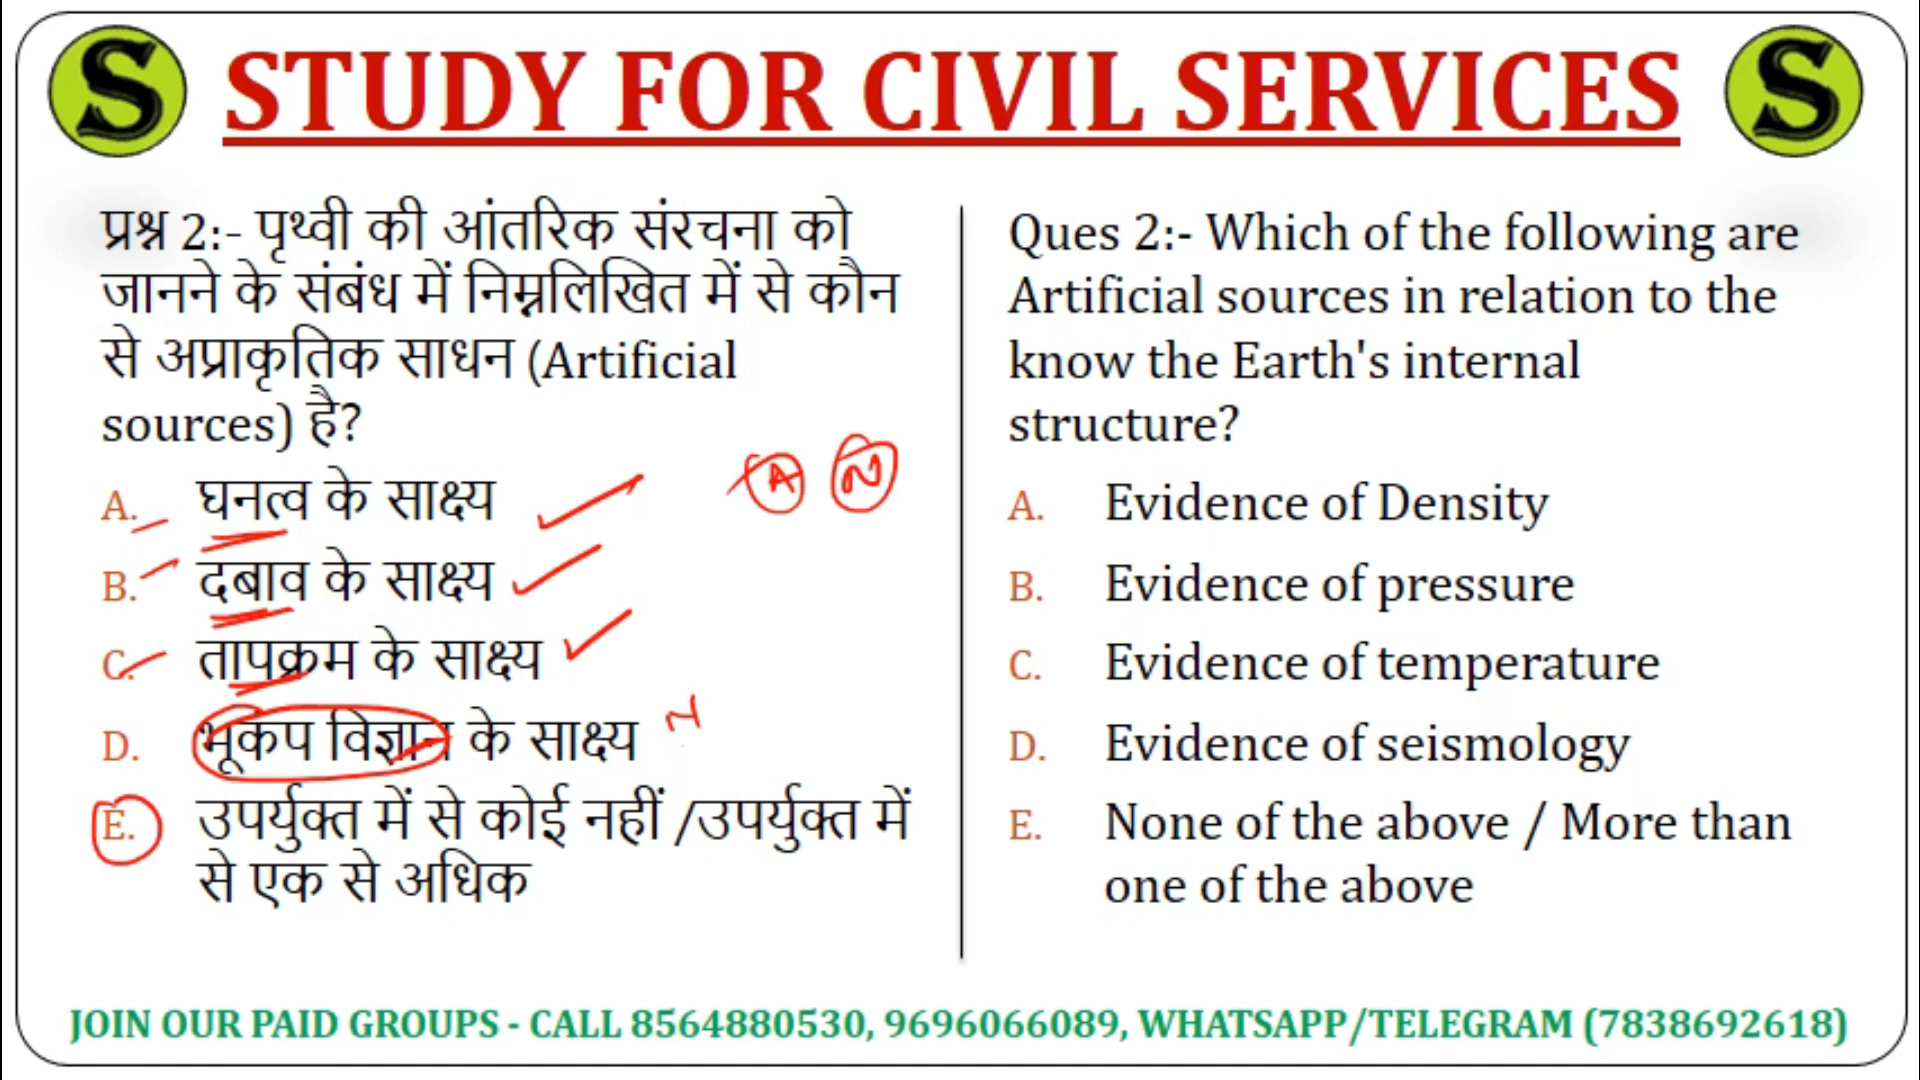 S STUDY FOR CIVIL SERVICES S
प्रश्न 2:- पृथ्वी की आंतरिक संरचना को
जानने के संबंध में निम्नलिखित में से कौन
से अप्राकृतिक साधन (Artificial
sources) है?
A. घनत्व के साक्ष्य
B. दबाव के साक्ष्य
C. तापक्रम के साक्ष्य
D. भूकंप विज्ञान के साक्ष्य N
E. उपर्युक्त में से कोई नहीं /उपर्युक्त में
से एक से अधिक
A N
Ques 2:- Which of the following are
Artificial sources in relation to the
know the Earth's internal
structure?
A. Evidence of Density
B. Evidence of pressure
C. Evidence of temperature
D. Evidence of seismology
E. None of the above / More than
one of the above
JOIN OUR PAID GROUPS - CALL 8564880530, 9696066089, WHATSAPP/TELEGRAM (7838692618)